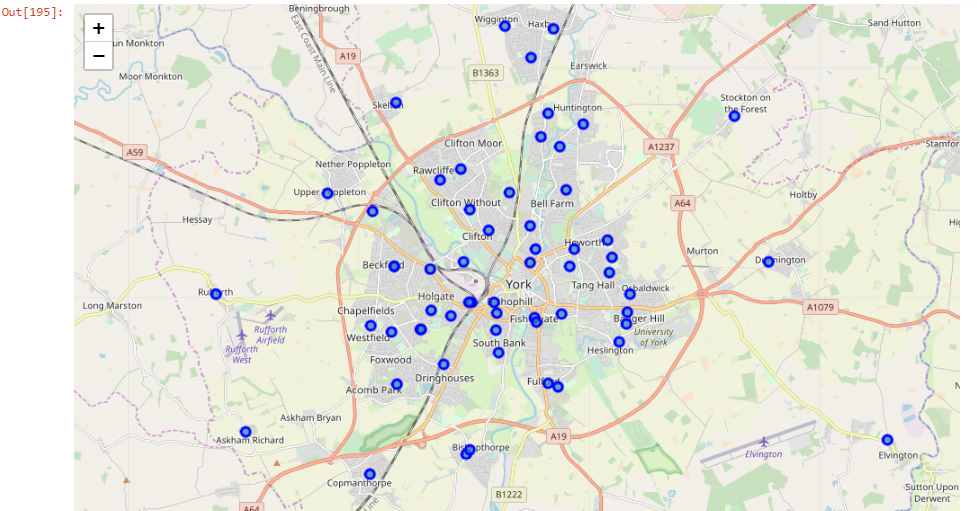 Out[195]:
+
−
Beningbrough
Wigginton
Haxby
Sand Hutton
East Coast Main Line
A19
un Monkton
Moor Monkton
Earswick
B1363
Skelton
Huntington
Stockton on
the Forest
A59
Clifton Moor
A1237
Stamfor
Nether Poppleton
Rawcliffe
Upper Poppleton
Clifton Without
Bell Farm
Holtby
A64
Hessay
Clifton
Heworth
Murton
Beckfield
Dunnington
York
Tang Hall
Rufforth
Osbaldwick
Long Marston
Holgate
Bishophill
A1079
Chapelfields
Rufforth
Airfield
Fishergate
Badger Hill
Westfield
Rufforth
West
South Bank
University
of York
Heslington
Foxwood
Dringhouses
Fulford
Acomb Park
Askham Bryan
Askham Richard
A19
Elvington
Bishopthorpe
Elvington
Copmanthorpe
Sutton Upon
Derwent
B1222
A64
Line